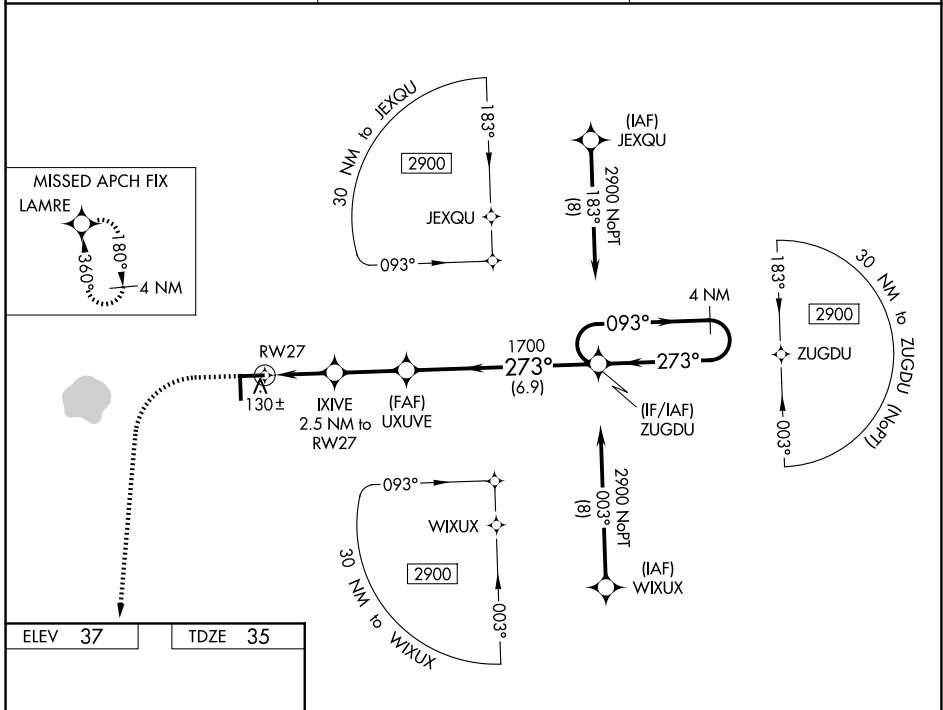 30 NM to JEXQU
183°
2900
JEXQU
093°
(IAF)
JEXQU
2900 NoPT
183°
(8)
MISSED APCH FIX
LAMRE
180°
360°
4 NM
4 NM
093°
273°
1700
273°
(6.9)
RW27
130±
IXIVE
2.5 NM to
RW27
(FAF)
UXUVE
(IF/IAF)
ZUGDU
183°
30 NM to ZUGDU (NoPT)
2900
ZUGDU
003°
093°
WIXUX
2900
30 NM to WIXUX
003°
2900 NoPT
003°
(8)
(IAF)
WIXUX
ELEV 37
TDZE 35